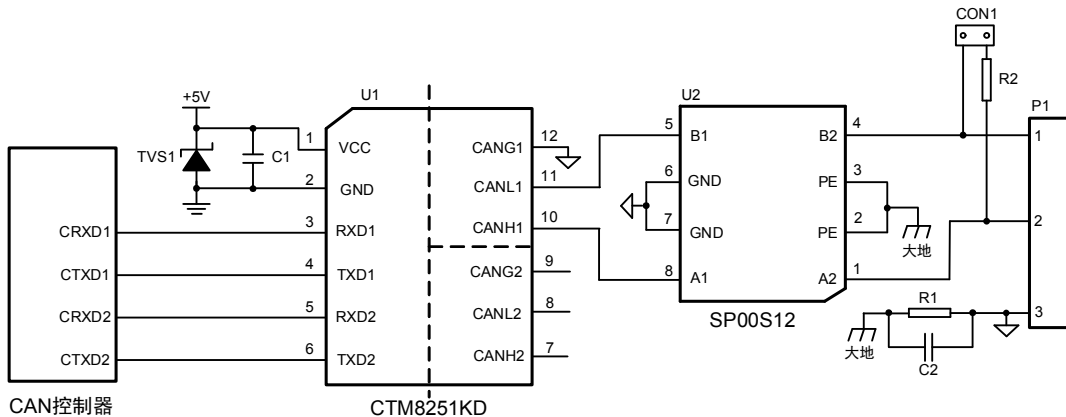 CON1
R2
P1
1
2
3
+5V
TVS1
C1
U1
1
2
3
4
5
6
VCC
GND
RXD1
TXD1
RXD2
TXD2
CANG1
CANL1
CANH1
CANG2
CANL2
CANH2
12
11
10
9
8
7
CTM8251KD
CRXD1
CTXD1
CRXD2
CTXD2
CAN控制器
U2
5
6
7
8
B1
GND
GND
A1
B2
PE
PE
A2
4
3
2
1
SP00S12
大地
R1
C2
大地